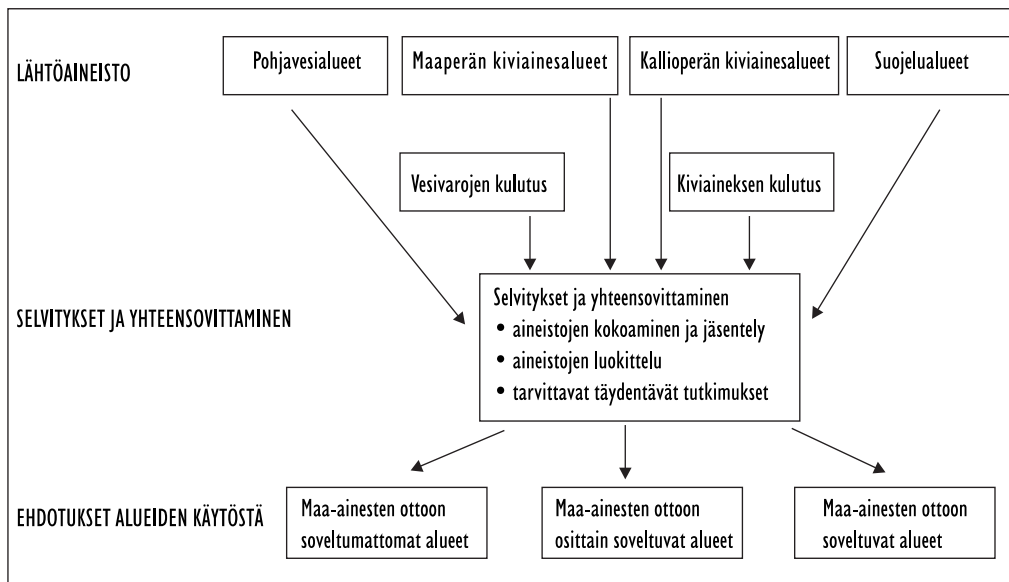 LÄHTÖAINEISTO
Pohjavesialueet
Maaperän kiviainesalueet
Kallioperän kiviainesalueet
Suojelualueet
Vesivarojen kulutus
Kiviaineksen kulutus
SELVITYKSET JA YHTEENSOVITTAMINEN
Selvitykset ja yhteensovittaminen
• aineistojen kokoaminen ja jäsentely
• aineistojen luokittelu
• tarvittavat täydentävät tutkimukset
EHDOTUKSET ALUEIDEN KÄYTÖSTÄ
Maa-ainesten ottoon
soveltumattomat alueet
Maa-ainesten ottoon
osittain soveltuvat alueet
Maa-ainesten ottoon
soveltuvat alueet